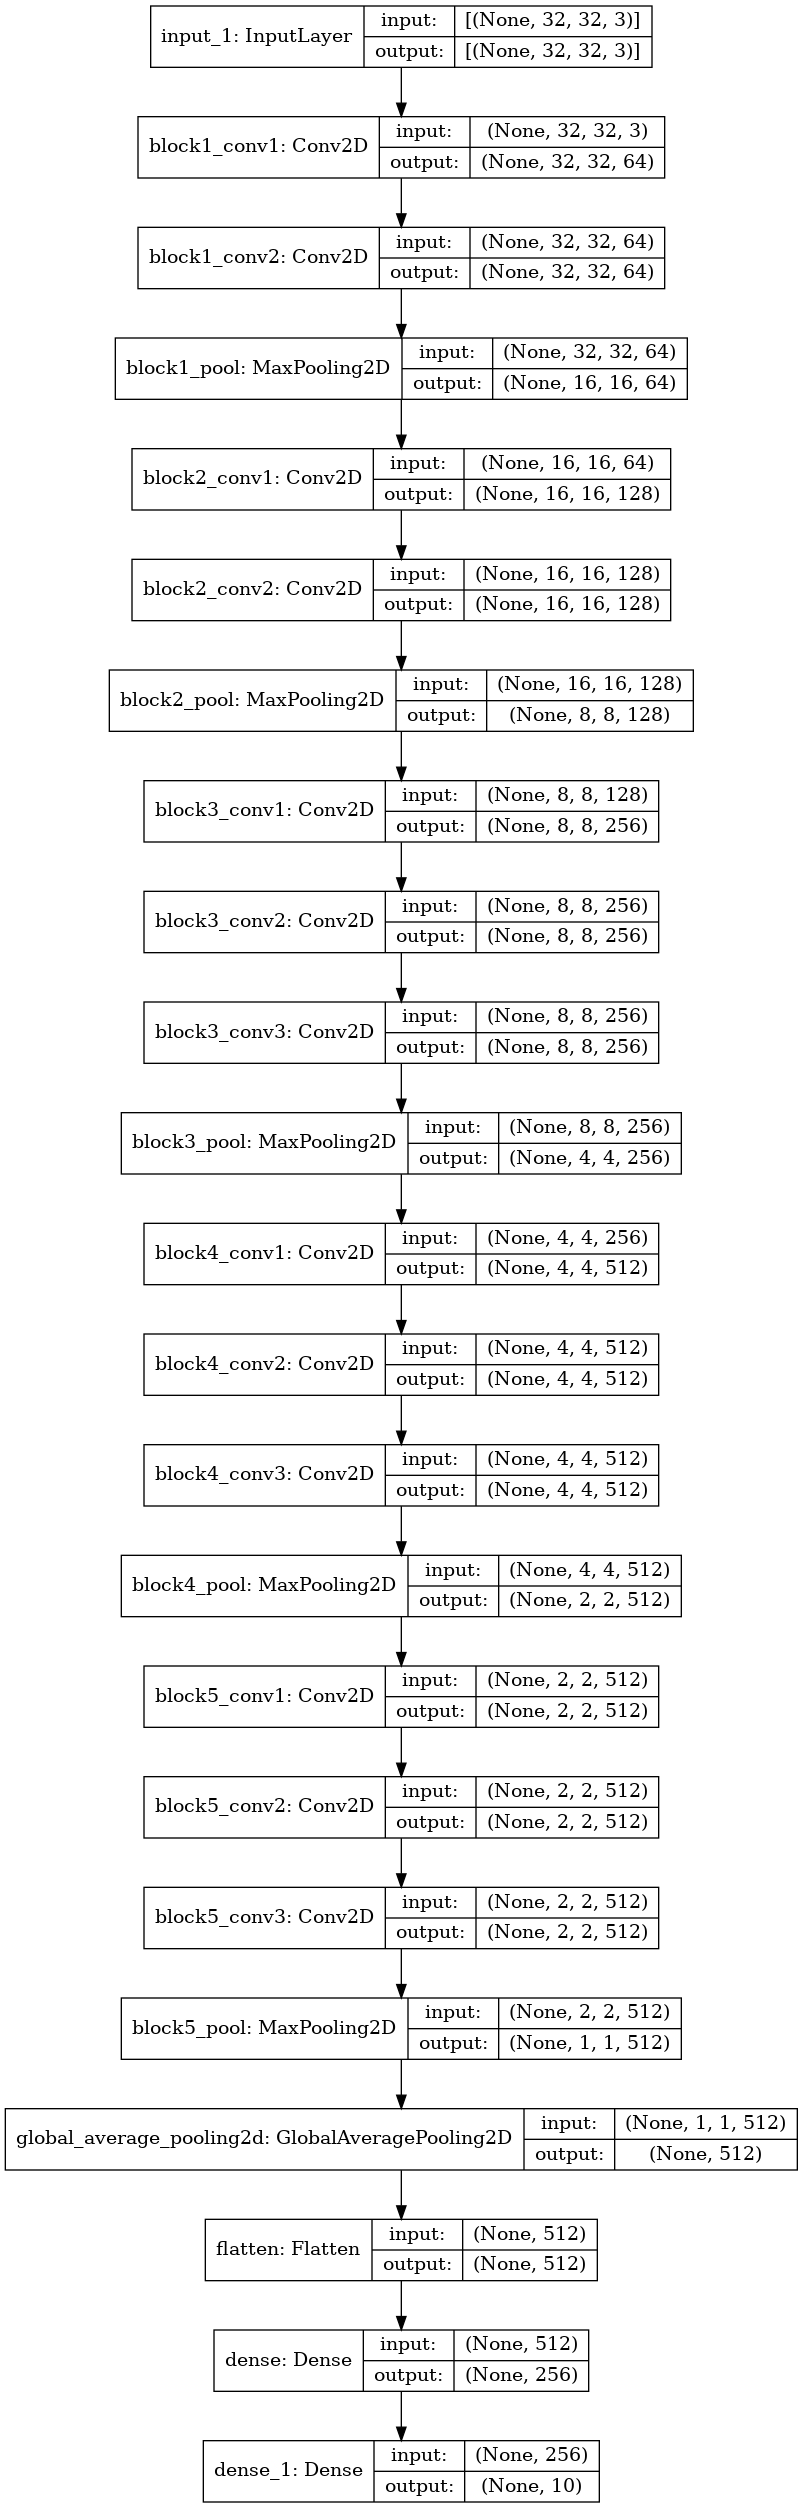 input_1: InputLayer
input:
[(None, 32, 32, 3)]
output:
[(None, 32, 32, 3)]
block1_conv1: Conv2D
input:
(None, 32, 32, 3)
output:
(None, 32, 32, 64)
block1_conv2: Conv2D
input:
(None, 32, 32, 64)
output:
(None, 32, 32, 64)
block1_pool: MaxPooling2D
input:
(None, 32, 32, 64)
output:
(None, 16, 16, 64)
block2_conv1: Conv2D
input:
(None, 16, 16, 64)
output:
(None, 16, 16, 128)
block2_conv2: Conv2D
input:
(None, 16, 16, 128)
output:
(None, 16, 16, 128)
block2_pool: MaxPooling2D
input:
(None, 16, 16, 128)
output:
(None, 8, 8, 128)
block3_conv1: Conv2D
input:
(None, 8, 8, 128)
output:
(None, 8, 8, 256)
block3_conv2: Conv2D
input:
(None, 8, 8, 256)
output:
(None, 8, 8, 256)
block3_conv3: Conv2D
input:
(None, 8, 8, 256)
output:
(None, 8, 8, 256)
block3_pool: MaxPooling2D
input:
(None, 8, 8, 256)
output:
(None, 4, 4, 256)
block4_conv1: Conv2D
input:
(None, 4, 4, 256)
output:
(None, 4, 4, 512)
block4_conv2: Conv2D
input:
(None, 4, 4, 512)
output:
(None, 4, 4, 512)
block4_conv3: Conv2D
input:
(None, 4, 4, 512)
output:
(None, 4, 4, 512)
block4_pool: MaxPooling2D
input:
(None, 4, 4, 512)
output:
(None, 2, 2, 512)
block5_conv1: Conv2D
input:
(None, 2, 2, 512)
output:
(None, 2, 2, 512)
block5_conv2: Conv2D
input:
(None, 2, 2, 512)
output:
(None, 2, 2, 512)
block5_conv3: Conv2D
input:
(None, 2, 2, 512)
output:
(None, 2, 2, 512)
block5_pool: MaxPooling2D
input:
(None, 2, 2, 512)
output:
(None, 1, 1, 512)
global_average_pooling2d: GlobalAveragePooling2D
input:
(None, 1, 1, 512)
output:
(None, 512)
flatten: Flatten
input:
(None, 512)
output:
(None, 512)
dense: Dense
input:
(None, 512)
output:
(None, 256)
dense_1: Dense
input:
(None, 256)
output:
(None, 10)